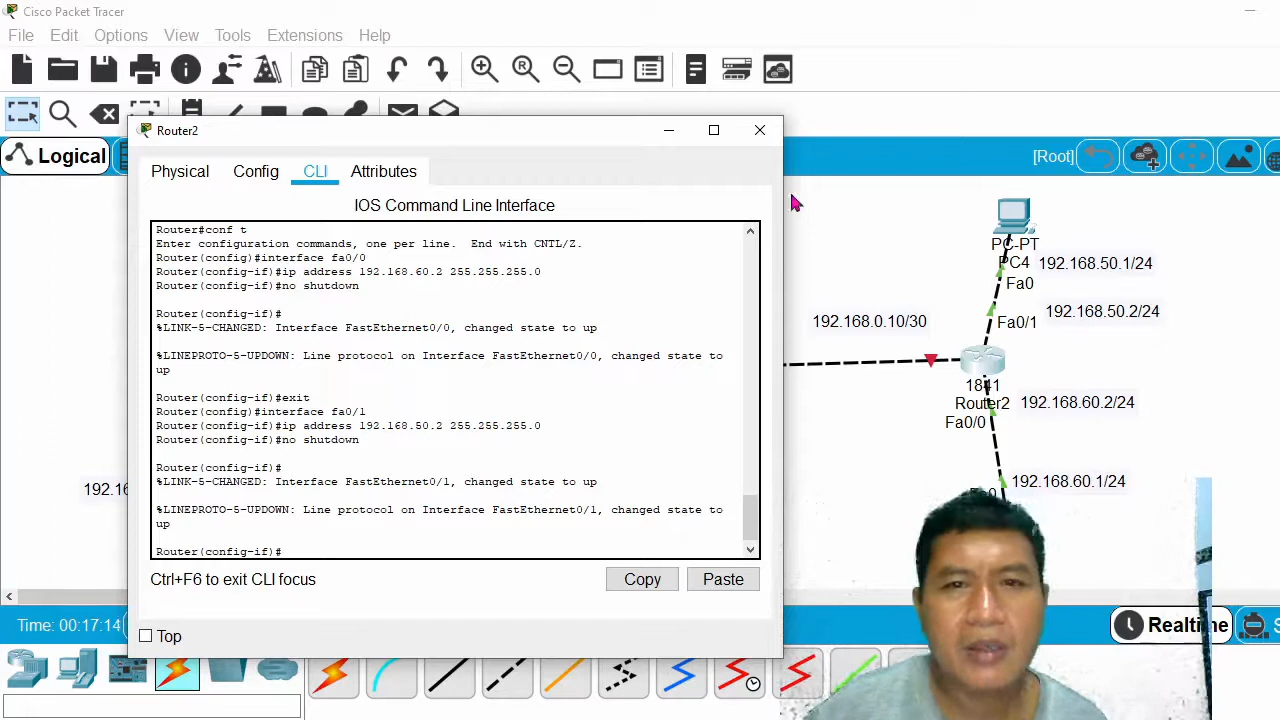 Cisco Packet Tracer
File Edit Options View Tools Extensions Help
Logical
[Root]
Router2
Physical Config CLI Attributes
IOS Command Line Interface
Router#conf t
Enter configuration commands, one per line. End with CNTL/Z.
Router(config)#interface fa0/0
Router(config-if)#ip address 192.168.60.2 255.255.255.0
Router(config-if)#no shutdown
Router(config-if)#
%LINK-5-CHANGED: Interface FastEthernet0/0, changed state to up
%LINEPROTO-5-UPDOWN: Line protocol on Interface FastEthernet0/0, changed state to
up
Router(config-if)#exit
Router(config)#interface fa0/1
Router(config-if)#ip address 192.168.50.2 255.255.255.0
Router(config-if)#no shutdown
Router(config-if)#
%LINK-5-CHANGED: Interface FastEthernet0/1, changed state to up
%LINEPROTO-5-UPDOWN: Line protocol on Interface FastEthernet0/1, changed state to
up
Router(config-if)#
Ctrl+F6 to exit CLI focus
Copy Paste
Top
PC-PT
PC4
192.168.50.1/24
Fa0
192.168.50.2/24
Fa0/1
192.168.0.10/30
1841
Router2
192.168.60.2/24
Fa0/0
192.168.60.1/24
192.16
Time: 00:17:14
Realtime